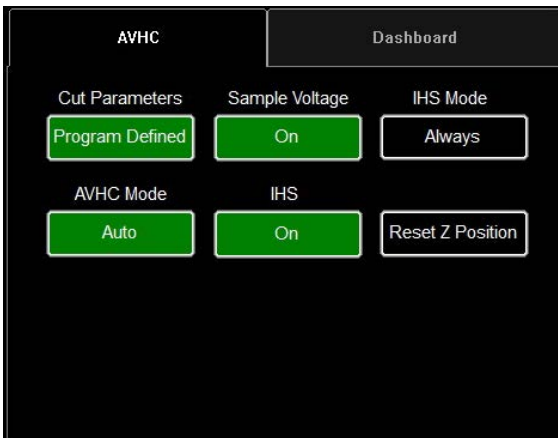 AVHC Dashboard
Cut Parameters Sample Voltage IHS Mode
Program Defined On Always
AVHC Mode IHS
Auto On Reset Z Position